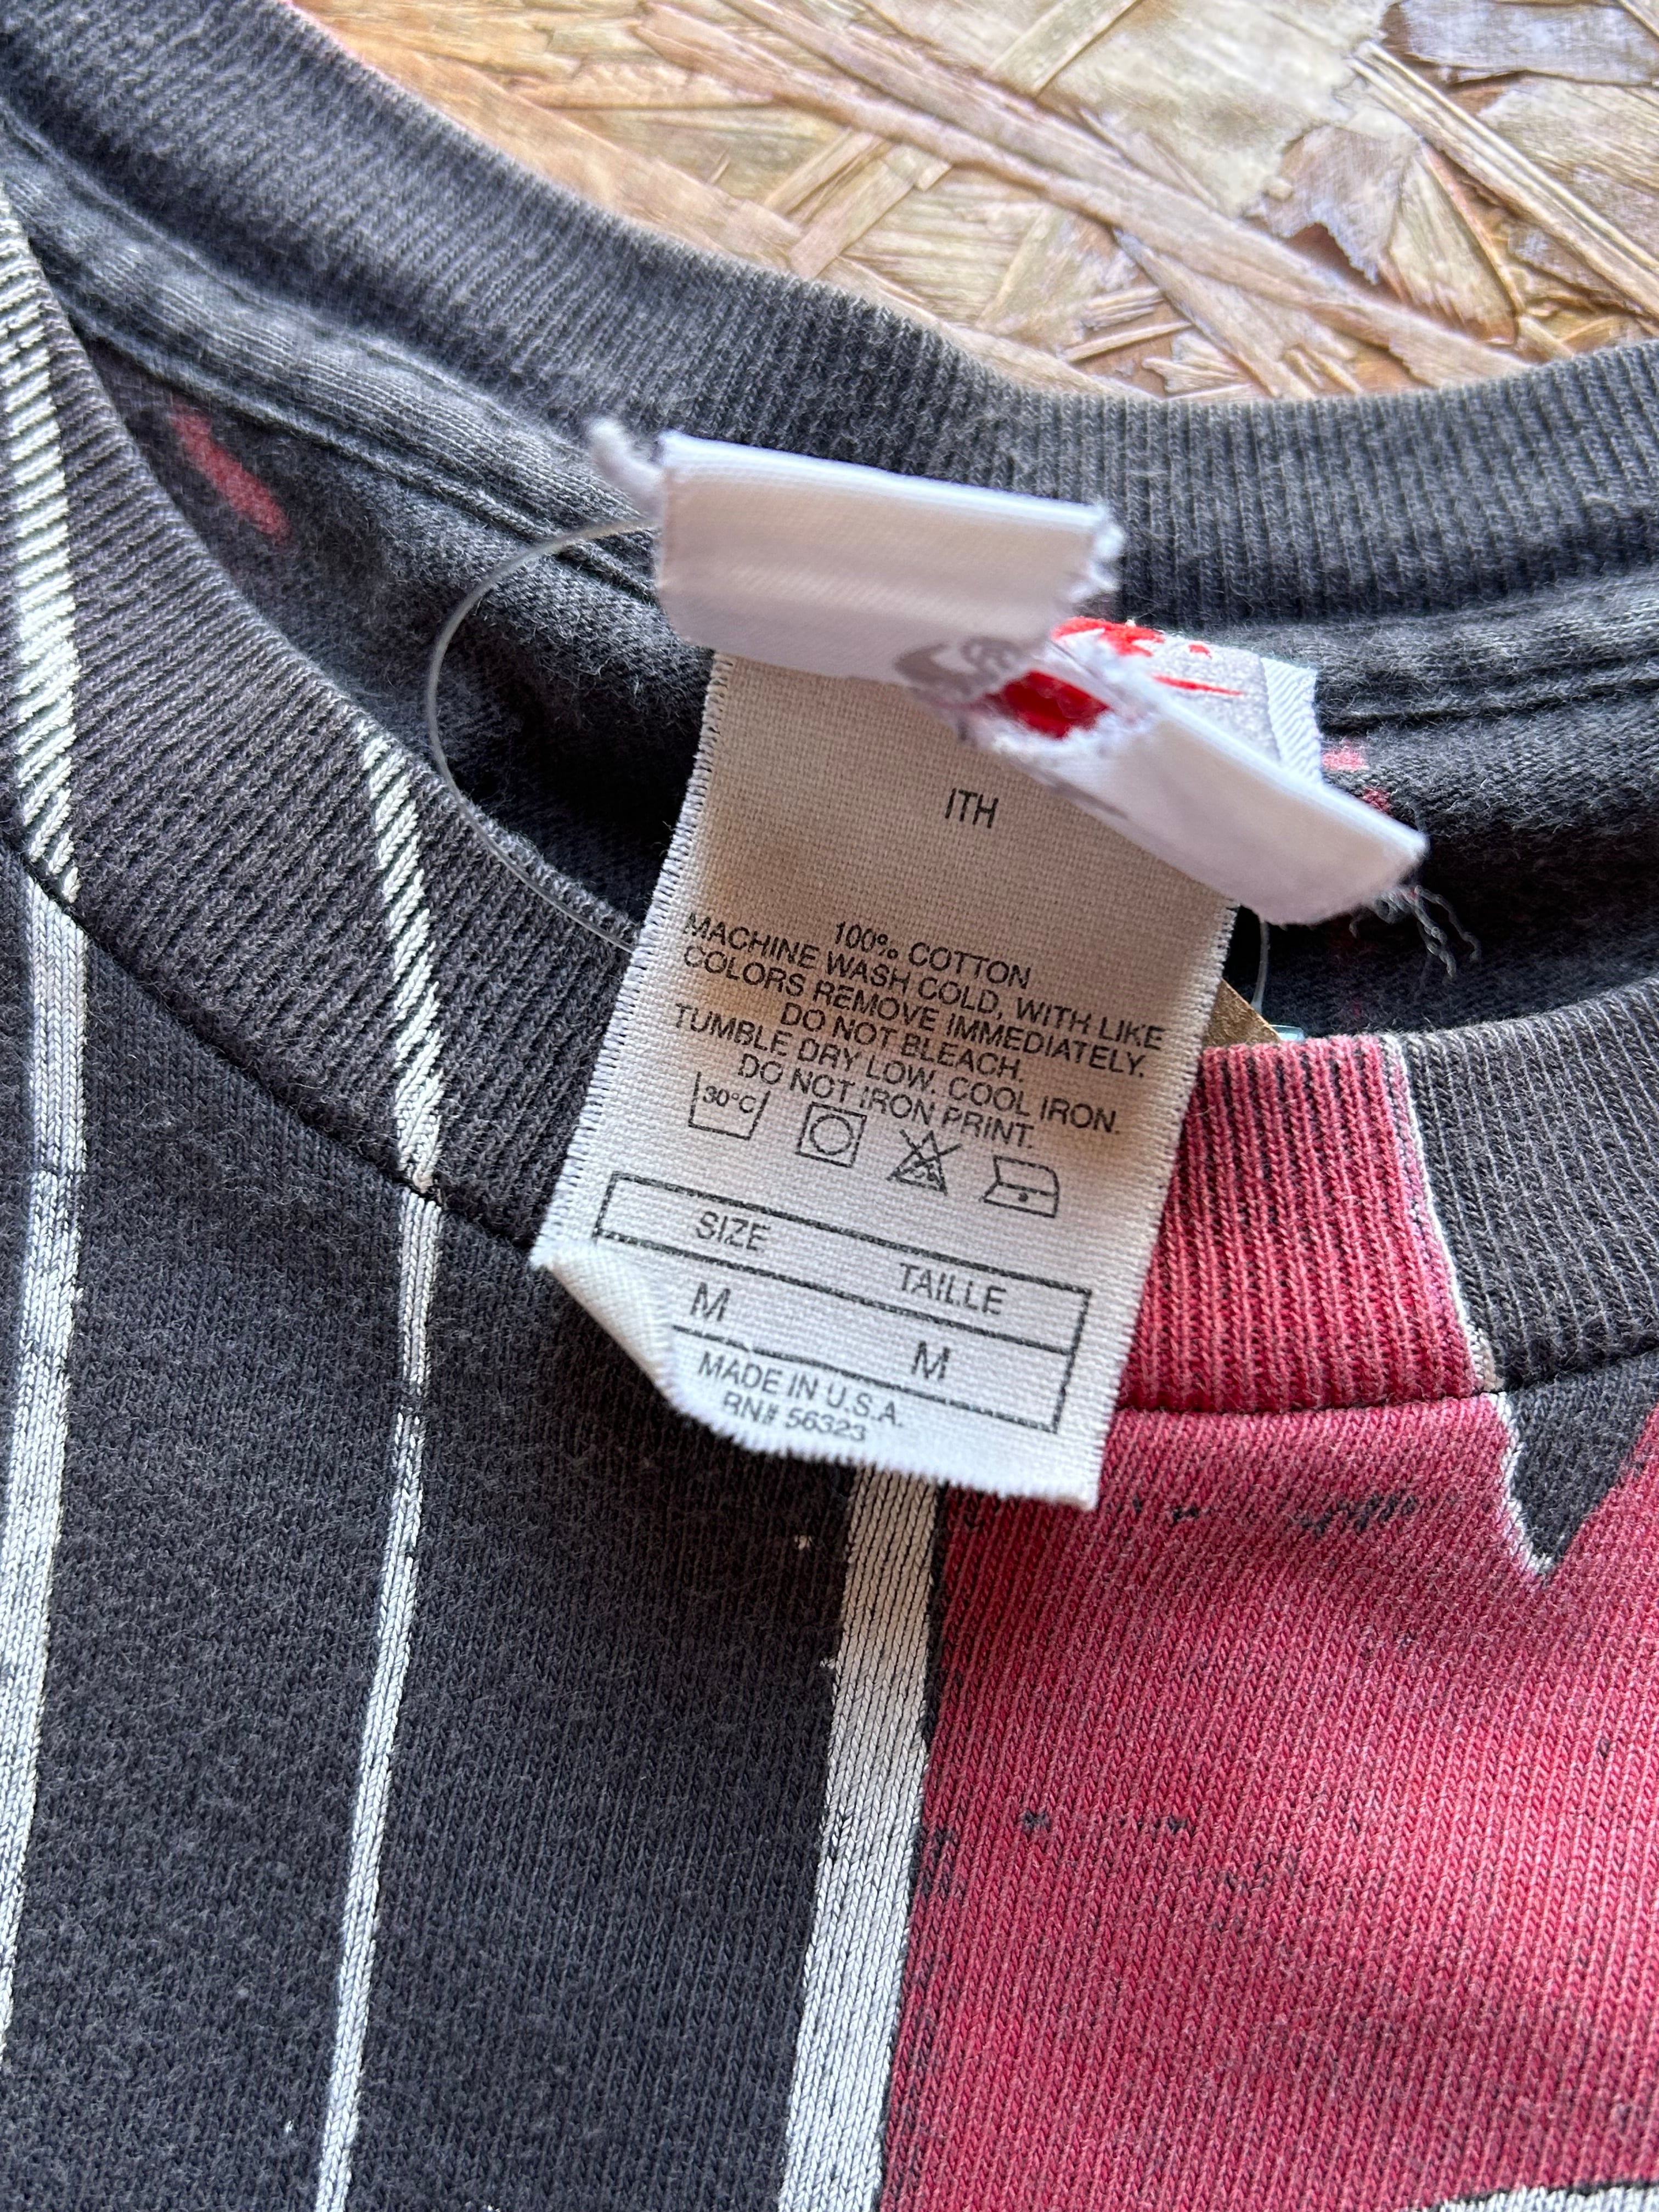 ®
ITH
100% COTTON
MACHINE WASH COLD, WITH LIKE
COLORS REMOVE IMMEDIATELY.
DO NOT BLEACH.
TUMBLE DRY LOW. COOL IRON.
DO NOT IRON PRINT.
30°C
SIZE TAILLE
M M
MADE IN U.S.A.
RN# 56323